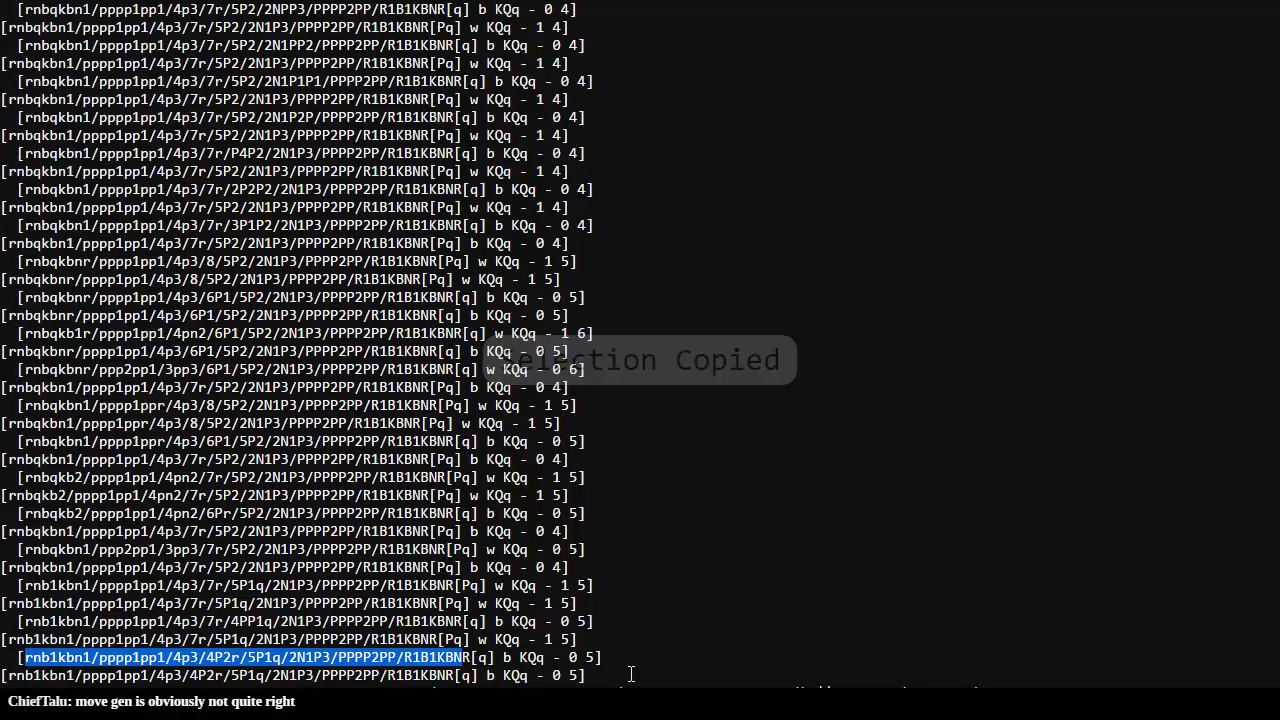 [rnbqkbn1/pppp1pp1/4p3/7r/5P2/2NPP3/PPPP2PP/R1B1KBNR[q] b KQq - 0 4]
[rnbqkbn1/pppp1pp1/4p3/7r/5P2/2N1P3/PPPP2PP/R1B1KBNR[Pq] w KQq - 1 4]
[rnbqkbn1/pppp1pp1/4p3/7r/5P2/2N1PP2/PPPP2PP/R1B1KBNR[q] b KQq - 0 4]
[rnbqkbn1/pppp1pp1/4p3/7r/5P2/2N1P3/PPPP2PP/R1B1KBNR[Pq] w KQq - 1 4]
[rnbqkbn1/pppp1pp1/4p3/7r/5P2/2N1P1P1/PPPP2PP/R1B1KBNR[q] b KQq - 0 4]
[rnbqkbn1/pppp1pp1/4p3/7r/5P2/2N1P3/PPPP2PP/R1B1KBNR[Pq] w KQq - 1 4]
[rnbqkbn1/pppp1pp1/4p3/7r/5P2/2N1P2P/PPPP2PP/R1B1KBNR[q] b KQq - 0 4]
[rnbqkbn1/pppp1pp1/4p3/7r/5P2/2N1P3/PPPP2PP/R1B1KBNR[Pq] w KQq - 1 4]
[rnbqkbn1/pppp1pp1/4p3/7r/P4P2/2N1P3/PPPP2PP/R1B1KBNR[q] b KQq - 0 4]
[rnbqkbn1/pppp1pp1/4p3/7r/5P2/2N1P3/PPPP2PP/R1B1KBNR[Pq] w KQq - 1 4]
[rnbqkbn1/pppp1pp1/4p3/7r/2P2P2/2N1P3/PPPP2PP/R1B1KBNR[q] b KQq - 0 4]
[rnbqkbn1/pppp1pp1/4p3/7r/5P2/2N1P3/PPPP2PP/R1B1KBNR[Pq] w KQq - 1 4]
[rnbqkbn1/pppp1pp1/4p3/7r/3P1P2/2N1P3/PPPP2PP/R1B1KBNR[q] b KQq - 0 4]
[rnbqkbn1/pppp1pp1/4p3/7r/5P2/2N1P3/PPPP2PP/R1B1KBNR[Pq] b KQq - 0 4]
[rnbqkbnr/pppp1pp1/4p3/8/5P2/2N1P3/PPPP2PP/R1B1KBNR[Pq] w KQq - 1 5]
[rnbqkbnr/pppp1pp1/4p3/8/5P2/2N1P3/PPPP2PP/R1B1KBNR[Pq] w KQq - 1 5]
[rnbqkbnr/pppp1pp1/4p3/6P1/5P2/2N1P3/PPPP2PP/R1B1KBNR[q] b KQq - 0 5]
[rnbqkbnr/pppp1pp1/4p3/6P1/5P2/2N1P3/PPPP2PP/R1B1KBNR[q] b KQq - 0 5]
[rnbqkb1r/pppp1pp1/4pn2/6P1/5P2/2N1P3/PPPP2PP/R1B1KBNR[q] w KQq - 1 6]
[rnbqkbnr/pppp1pp1/4p3/6P1/5P2/2N1P3/PPPP2PP/R1B1KBNR[q] b KQq - 0 5]
Selection Copied
[rnbqkbnr/ppp2pp1/3pp3/6P1/5P2/2N1P3/PPPP2PP/R1B1KBNR[q] w KQq - 0 6]
[rnbqkbn1/pppp1pp1/4p3/7r/5P2/2N1P3/PPPP2PP/R1B1KBNR[Pq] b KQq - 0 4]
[rnbqkbn1/pppp1ppr/4p3/8/5P2/2N1P3/PPPP2PP/R1B1KBNR[Pq] w KQq - 1 5]
[rnbqkbn1/pppp1ppr/4p3/8/5P2/2N1P3/PPPP2PP/R1B1KBNR[Pq] w KQq - 1 5]
[rnbqkbn1/pppp1ppr/4p3/6P1/5P2/2N1P3/PPPP2PP/R1B1KBNR[q] b KQq - 0 5]
[rnbqkbn1/pppp1pp1/4p3/7r/5P2/2N1P3/PPPP2PP/R1B1KBNR[Pq] b KQq - 0 4]
[rnbqkb2/pppp1pp1/4pn2/7r/5P2/2N1P3/PPPP2PP/R1B1KBNR[Pq] w KQq - 1 5]
[rnbqkb2/pppp1pp1/4pn2/7r/5P2/2N1P3/PPPP2PP/R1B1KBNR[Pq] w KQq - 1 5]
[rnbqkb2/pppp1pp1/4pn2/6Pr/5P2/2N1P3/PPPP2PP/R1B1KBNR[q] b KQq - 0 5]
[rnbqkbn1/pppp1pp1/4p3/7r/5P2/2N1P3/PPPP2PP/R1B1KBNR[Pq] b KQq - 0 4]
[rnbqkbn1/ppp2pp1/3pp3/7r/5P2/2N1P3/PPPP2PP/R1B1KBNR[Pq] w KQq - 0 5]
[rnbqkbn1/pppp1pp1/4p3/7r/5P2/2N1P3/PPPP2PP/R1B1KBNR[Pq] b KQq - 0 4]
[rnb1kbn1/pppp1pp1/4p3/7r/5P1q/2N1P3/PPPP2PP/R1B1KBNR[Pq] w KQq - 1 5]
[rnb1kbn1/pppp1pp1/4p3/7r/5P1q/2N1P3/PPPP2PP/R1B1KBNR[Pq] w KQq - 1 5]
[rnb1kbn1/pppp1pp1/4p3/7r/4PP1q/2N1P3/PPPP2PP/R1B1KBNR[q] b KQq - 0 5]
[rnb1kbn1/pppp1pp1/4p3/7r/5P1q/2N1P3/PPPP2PP/R1B1KBNR[Pq] w KQq - 1 5]
[rnb1kbn1/pppp1pp1/4p3/4P2r/5P1q/2N1P3/PPPP2PP/R1B1KBNR[q] b KQq - 0 5]
[rnb1kbn1/pppp1pp1/4p3/4P2r/5P1q/2N1P3/PPPP2PP/R1B1KBNR[q] b KQq - 0 5]
ChiefTalu: move gen is obviously not quite right